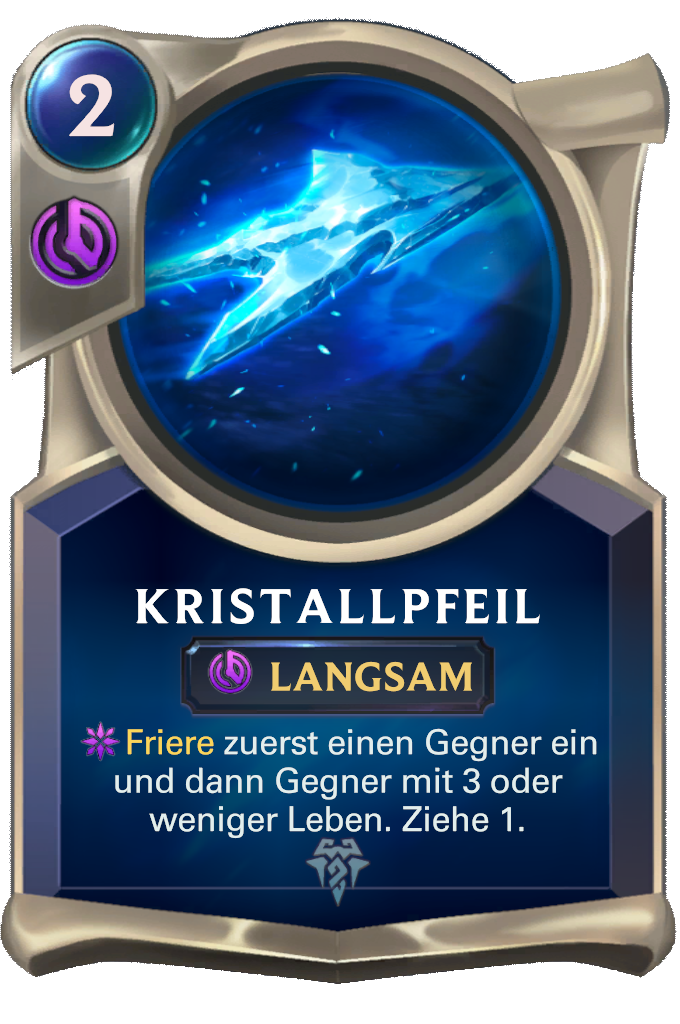 2
KRISTALLPFEIL
LANGSAM
Friere zuerst einen Gegner ein
und dann Gegner mit 3 oder
weniger Leben. Ziehe 1.